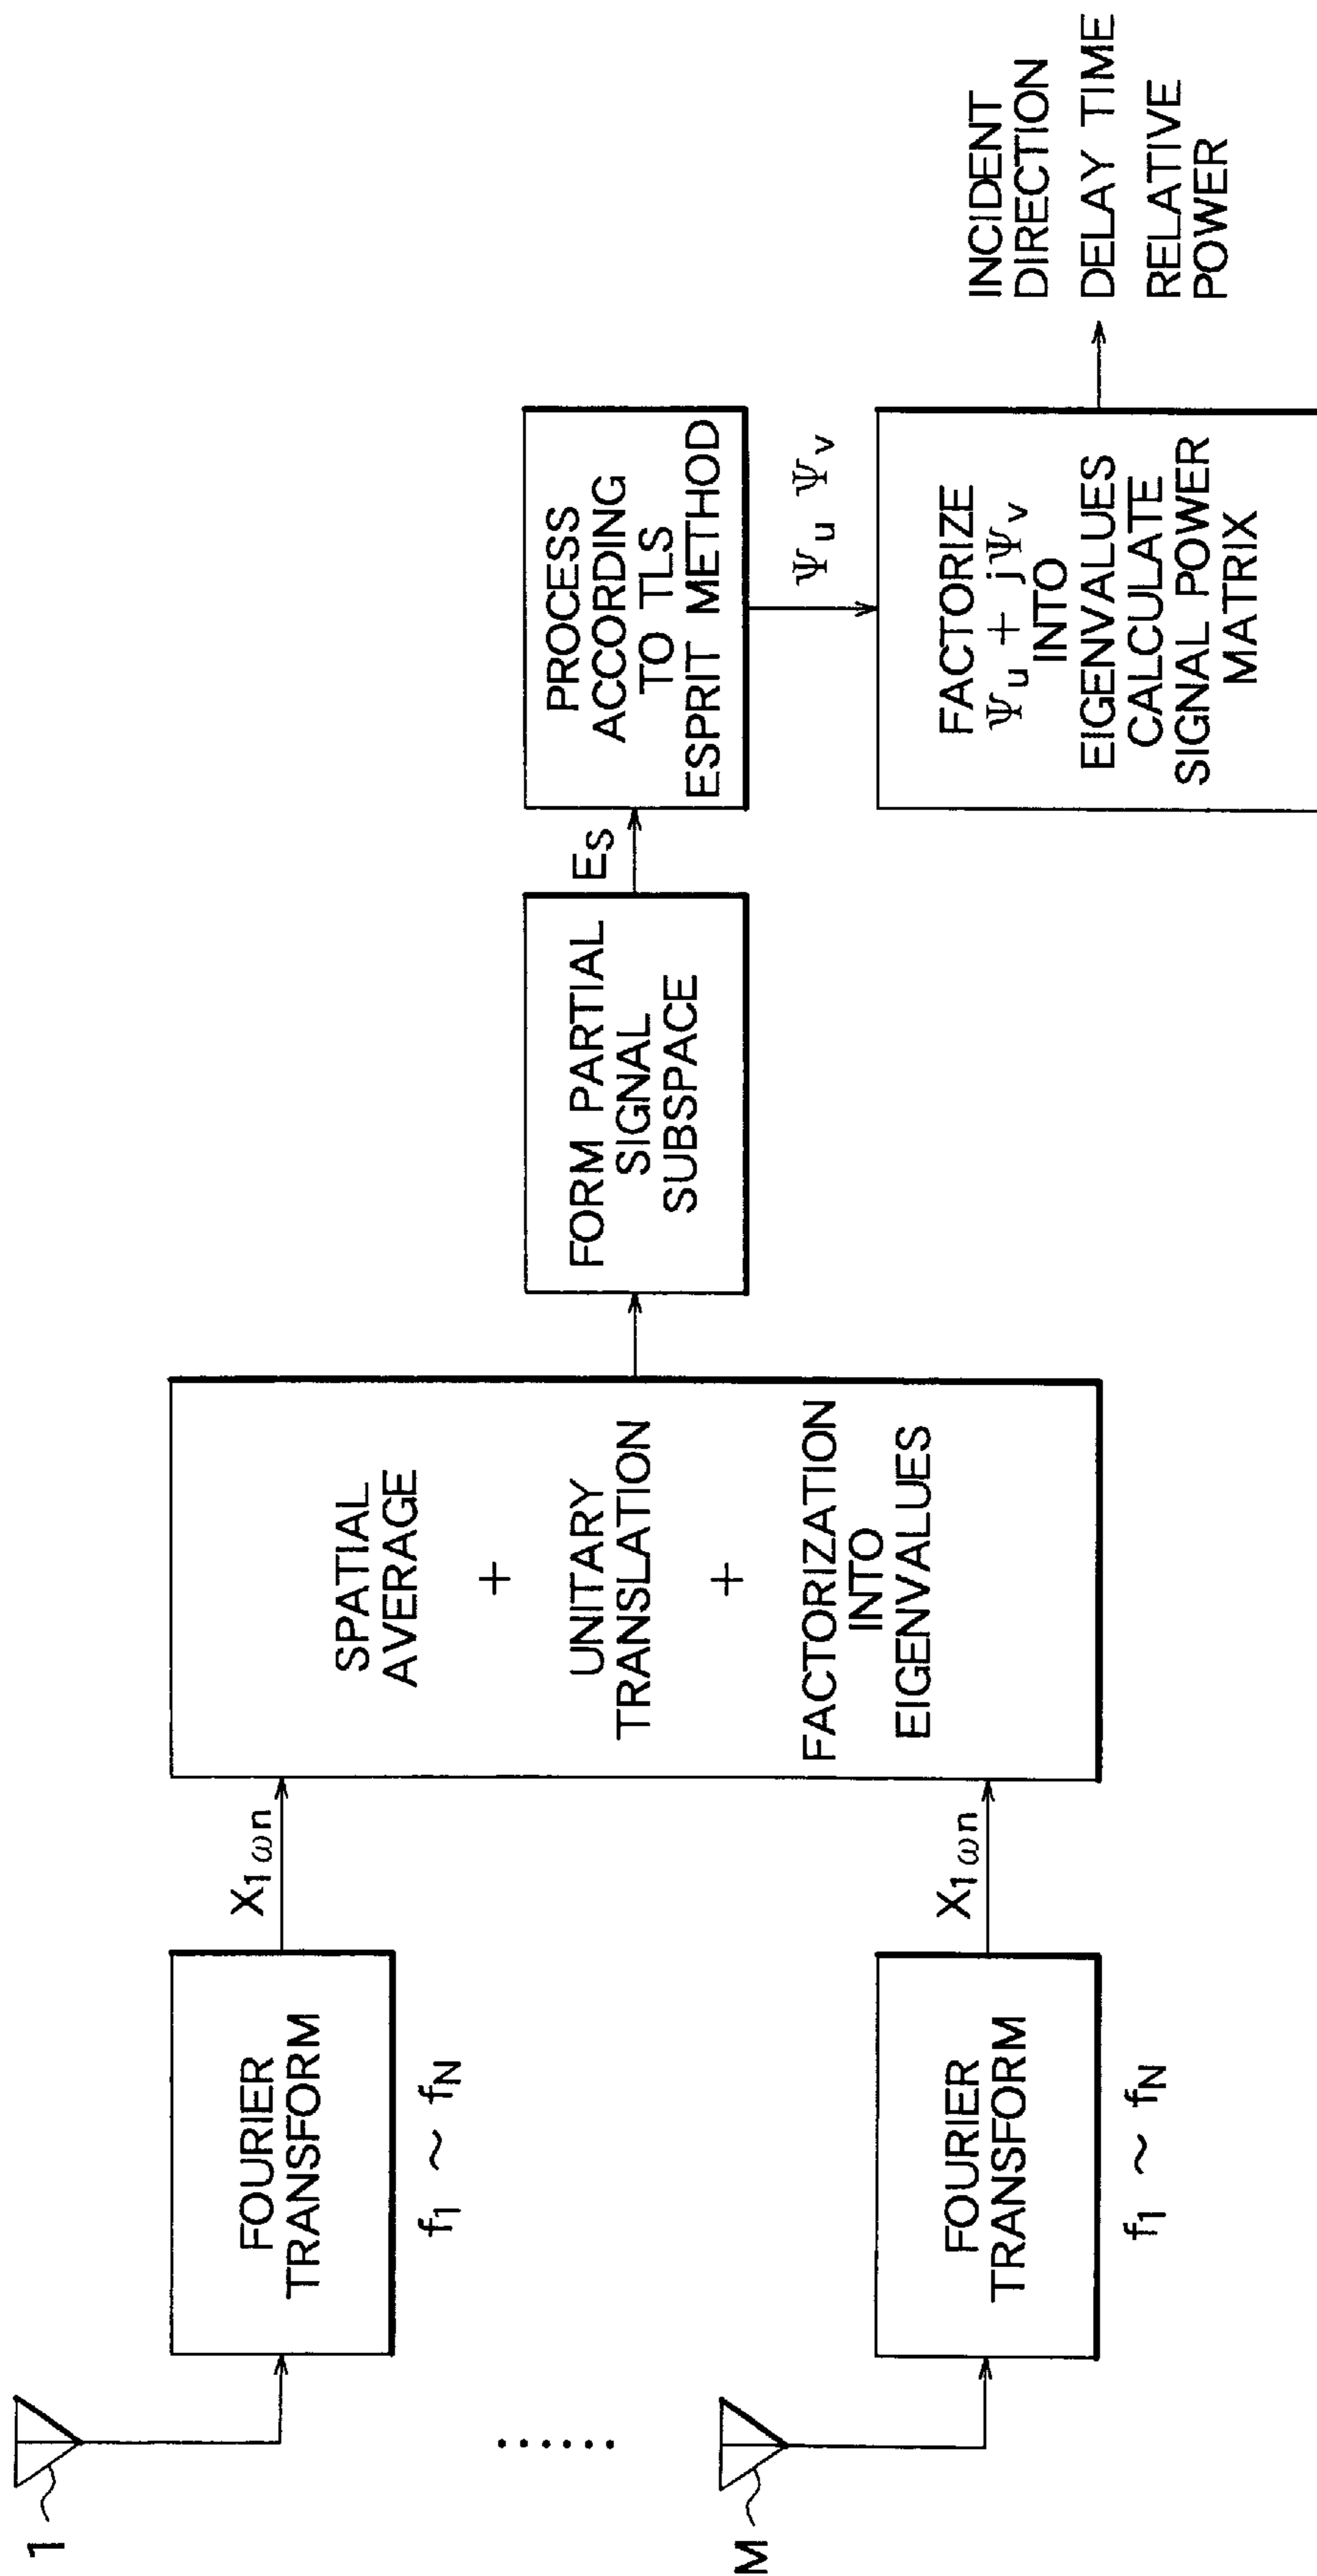 1
FOURIER
TRANSFORM
f1 ~ fN
X1ωn
......
M
FOURIER
TRANSFORM
f1 ~ fN
X1ωn
SPATIAL
AVERAGE
+
UNITARY
TRANSLATION
+
FACTORIZATION
INTO
EIGENVALUES
FORM PARTIAL
SIGNAL
SUBSPACE
ES
PROCESS
ACCORDING
TO TLS
ESPRIT METHOD
Ψu Ψv
FACTORIZE
Ψu + jΨv
INTO
EIGENVALUES
CALCULATE
SIGNAL POWER
MATRIX
INCIDENT
DIRECTION
DELAY TIME
RELATIVE
POWER